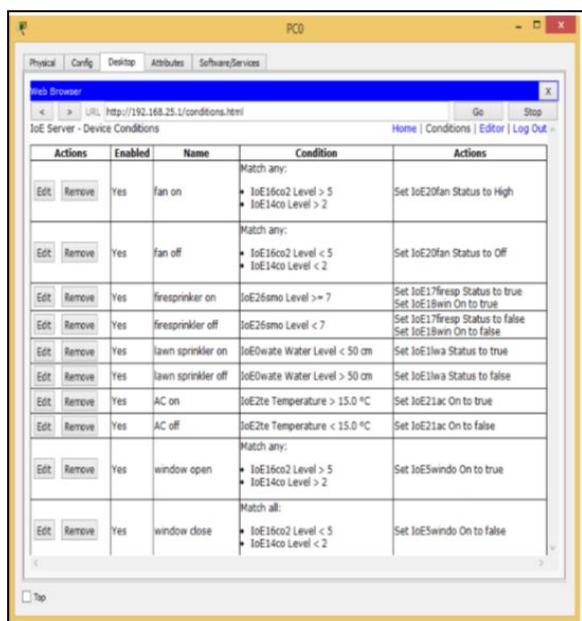 PC0
Physical Config Desktop Attributes Software/Services
Web Browser X
< > URL http://192.168.25.1/conditions.html Go Stop
IoE Server - Device Conditions Home | Conditions | Editor | Log Out
Actions Enabled Name Condition Actions
Match any:
Edit Remove Yes fan on • IoE16co2 Level > 5 Set IoE20fan Status to High
• IoE14co Level > 2
Match any:
Edit Remove Yes fan off • IoE16co2 Level < 5 Set IoE20fan Status to Off
• IoE14co Level < 2
Edit Remove Yes firesprinker on IoE26smo Level >= 7 Set IoE17firesp Status to true
Set IoE18win On to true
Edit Remove Yes firesprinkler off IoE26smo Level < 7 Set IoE17firesp Status to false
Set IoE18win On to false
Edit Remove Yes lawn sprinkler on IoE0wate Water Level < 50 cm Set IoE1lwa Status to true
Edit Remove Yes lawn sprinkler off IoE0wate Water Level > 50 cm Set IoE1lwa Status to false
Edit Remove Yes AC on IoE2te Temperature > 15.0 °C Set IoE21ac On to true
Edit Remove Yes AC off IoE2te Temperature < 15.0 °C Set IoE21ac On to false
Match any:
Edit Remove Yes window open • IoE16co2 Level > 5 Set IoE5windo On to true
• IoE14co Level > 2
Match all:
Edit Remove Yes window close • IoE16co2 Level < 5 Set IoE5windo On to false
• IoE14co Level < 2
Top